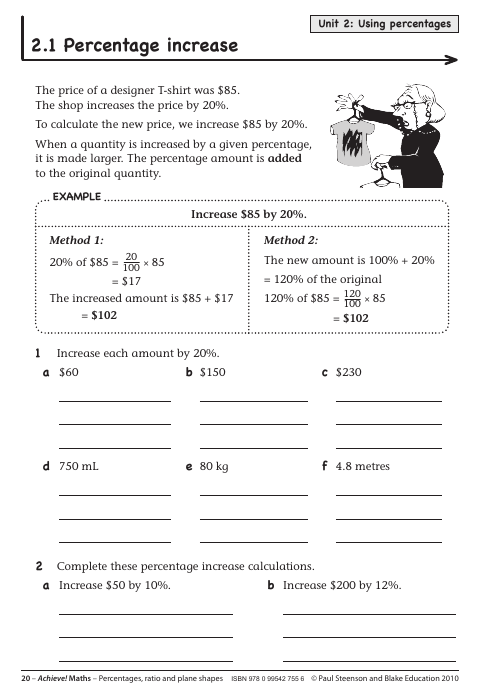 Unit 2: Using percentages
2.1 Percentage increase
The price of a designer T-shirt was $85.
The shop increases the price by 20%.
To calculate the new price, we increase $85 by 20%.
When a quantity is increased by a given percentage,
it is made larger. The percentage amount is added
to the original quantity.
EXAMPLE
Increase $85 by 20%.
Method 1:
20% of $85 = 20/100 × 85
= $17
The increased amount is $85 + $17
= $102
Method 2:
The new amount is 100% + 20%
= 120% of the original
120% of $85 = 120/100 × 85
= $102
1 Increase each amount by 20%.
a $60 b $150 c $230
d 750 mL e 80 kg f 4.8 metres
2 Complete these percentage increase calculations.
a Increase $50 by 10%. b Increase $200 by 12%.
20 – Achieve! Maths – Percentages, ratio and plane shapes ISBN 978 0 99542 755 6 © Paul Steenson and Blake Education 2010